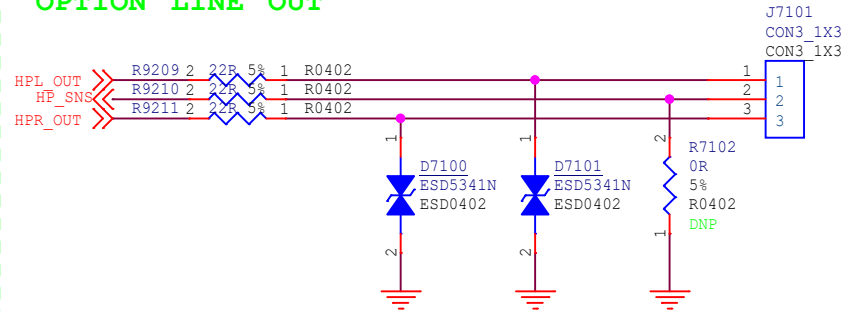 OPTION LINE OUT
J7101
CON3_1X3
CON3_1X3
HPL_OUT R9209 2 22R 5% 1 R0402 1 1
HP_SNS R9210 2 22R 5% 1 R0402 2 2
HPR_OUT R9211 2 22R 5% 1 R0402 3 3
1 1 2
D7100
ESD5341N
ESD0402
D7101
ESD5341N
ESD0402
R7102
0R
5%
R0402
DNP
2 2 1